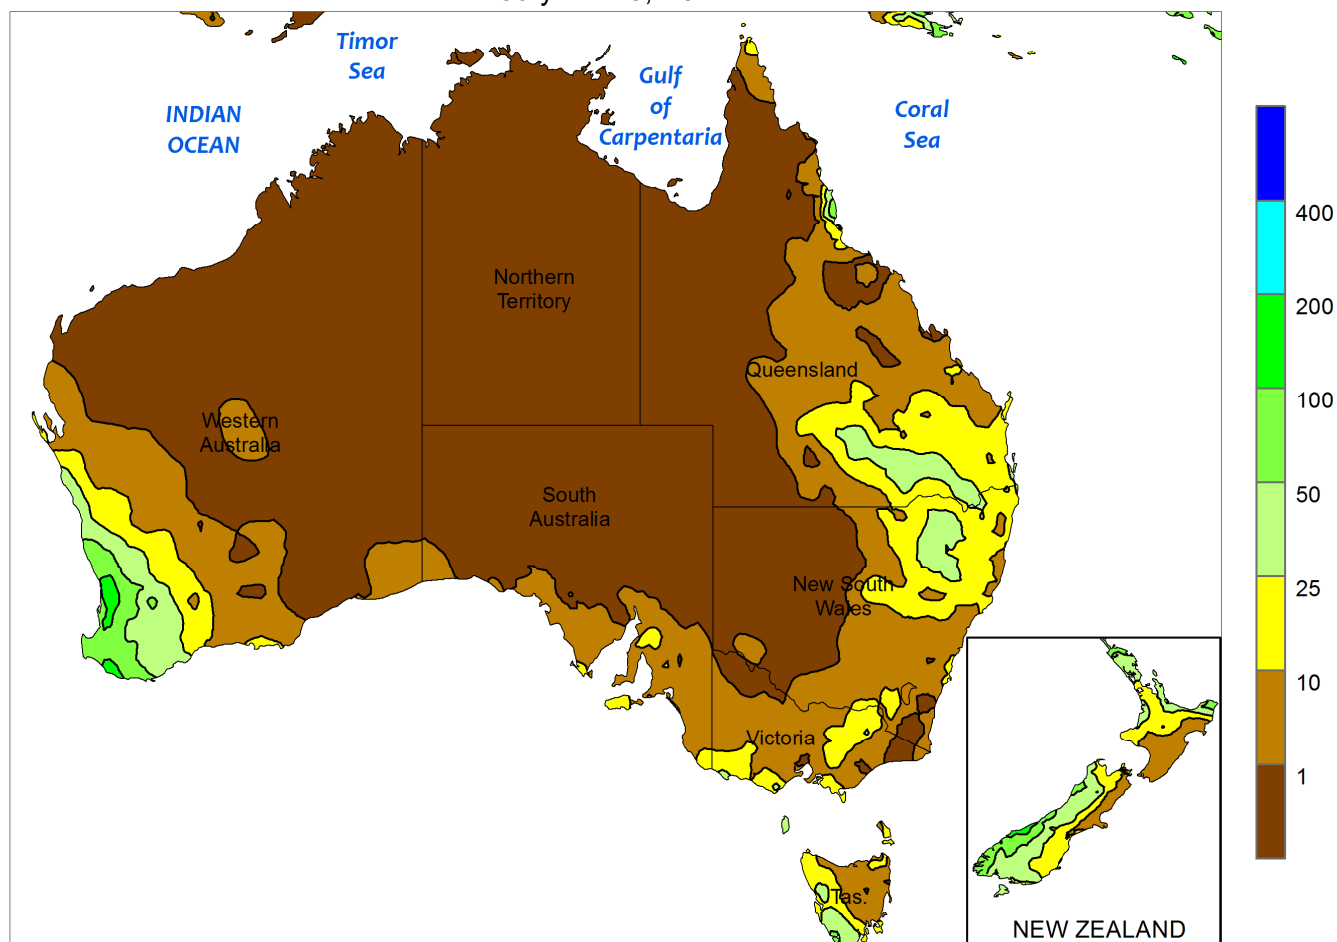 Timor
Sea
Gulf
of
Carpentaria
INDIAN
OCEAN
Coral
Sea
400
Northern
Territory
200
Queensland
100
Western
Australia
50
South
Australia
25
New South
Wales
10
Victoria
1
Tas.
NEW ZEALAND